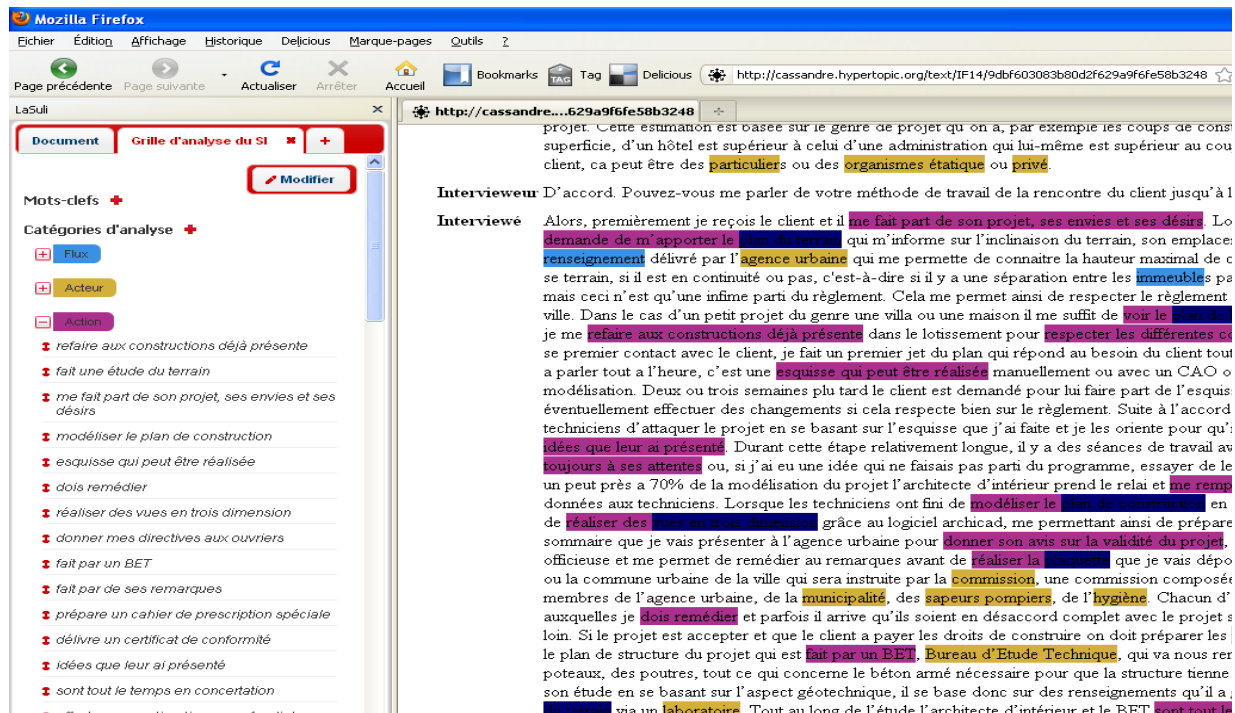 Mozilla Firefox
Eichier Édition Affichage Historique Delicious Marque-pages Outils ?
Page précédente Page suivante Actualiser Arrêter Accueil Bookmarks TAG Tag Delicious http://cassandre.hypertopic.org/text/IF14/9dbf603083b80d2f629a9f6fe58b3248
LaSuli
http://cassandre....629a9f6fe58b3248
Document Grille d'analyse du SI +
Modifier
Mots-clefs
Catégories d'analyse
Flux
Acteur
Action
refaire aux constructions déjà présente
fait une étude du terrain
me fait part de son projet, ses envies et ses
désirs
modéliser le plan de construction
esquisse qui peut être réalisée
dois remédier
réaliser des vues en trois dimension
donner mes directives aux ouvriers
fait par un BET
fait par de ses remarques
prépare un cahier de prescription spéciale
délivre un certificat de conformité
idées que leur ai présenté
sont tout le temps en concertation
projet. Cette estimation est basée sur le genre de projet qu'on a, par exemple les coups de cons
superficie, d'un hôtel est supérieur à celui d'une administration qui lui-même est supérieur au cou
client, ca peut être des particuliers ou des organismes étatique ou privé.
Intervieweur D'accord. Pouvez-vous me parler de votre méthode de travail de la rencontre du client jusqu'à l
Interviewé Alors, premièrement je reçois le client et il me fait part de son projet, ses envies et ses désirs. Lo
demande de m'apporter le plan du terrain qui m'informe sur l'inclinaison du terrain, son emplace
renseignement délivré par l'agence urbaine qui me permette de connaitre la hauteur maximal de c
se terrain, si il est en continuité ou pas, c'est-à-dire si il y a une séparation entre les immeubles pa
mais ceci n'est qu'une infime parti du règlement. Cela me permet ainsi de respecter le règlement
ville. Dans le cas d'un petit projet du genre une villa ou une maison il me suffit de voir le plan de
je me refaire aux constructions déjà présente dans le lotissement pour respecter les différentes co
se premier contact avec le client, je fait un premier jet du plan qui répond au besoin du client tout
a parler tout a l'heure, c'est une esquisse qui peut être réalisée manuellement ou avec un CAO o
modélisation. Deux ou trois semaines plu tard le client est demandé pour lui faire part de l'esquis
éventuellement effectuer des changements si cela respecte bien sur le règlement. Suite à l'accord
techniciens d'attaquer le projet en se basant sur l'esquisse que j'ai faite et je les oriente pour qu'
idées que leur ai présenté. Durant cette étape relativement longue, il y a des séances de travail av
toujours à ses attentes ou, si j'ai eu une idée qui ne faisais pas parti du programme, essayer de le
un peut près a 70% de la modélisation du projet l'architecte d'intérieur prend le relai et me remp
données aux techniciens. Lorsque les techniciens ont fini de modéliser le plan de construction en
de réaliser des vues en trois dimension grâce au logiciel archicad, me permettant ainsi de prépare
sommaire que je vais présenter à l'agence urbaine pour donner son avis sur la validité du projet,
officieuse et me permet de remédier au remarques avant de réaliser la que je vais dépo
ou la commune urbaine de la ville qui sera instruite par la commission, une commission composée
membres de l'agence urbaine, de la municipalité, des sapeurs pompiers, de l'hygiène. Chacun d'
auxquelles je dois remédier et parfois il arrive qu'ils soient en désaccord complet avec le projet s
loin. Si le projet est accepter et que le client a payer les droits de construire on doit préparer les
le plan de structure du projet qui est fait par un BET, Bureau d'Etude Technique, qui va nous ren
poteaux, des poutres, tout ce qui concerne le béton armé nécessaire pour que la structure tienne
son étude en se basant sur l'aspect géotechnique, il se base donc sur des renseignements qu'il a
du terrain via un laboratoire. Tout au long de l'étude l'architecte d'intérieur et le BET sont tout le